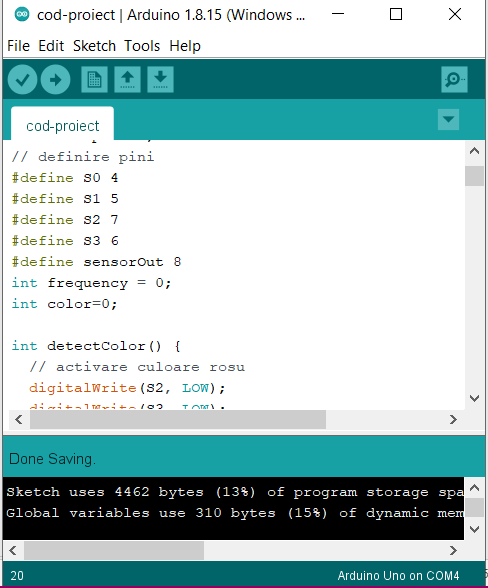 cod-proiect | Arduino 1.8.15 (Windows ...
File Edit Sketch Tools Help
cod-proiect
// definire pini
#define S0 4
#define S1 5
#define S2 7
#define S3 6
#define sensorOut 8
int frequency = 0;
int color=0;
int detectColor() {
// activare culoare rosu
digitalWrite(S2, LOW);
digitalWrite(S3, LOW);
Done Saving.
Sketch uses 4462 bytes (13%) of program storage spa
Global variables use 310 bytes (15%) of dynamic mem
20
Arduino Uno on COM4